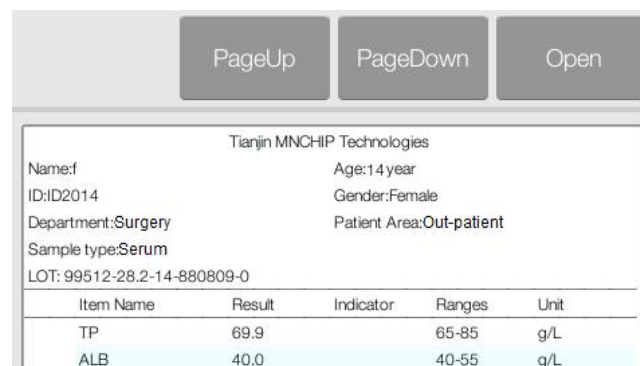 PageUp PageDown Open
Tianjin MNCHIP Technologies
Name:f Age:14year
ID:ID2014 Gender:Female
Department:Surgery Patient Area:Out-patient
Sample type:Serum
LOT: 99512-28.2-14-880809-0
Item Name Result Indicator Ranges Unit
TP 69.9 65-85 g/L
ALB 40.0 40-55 g/L